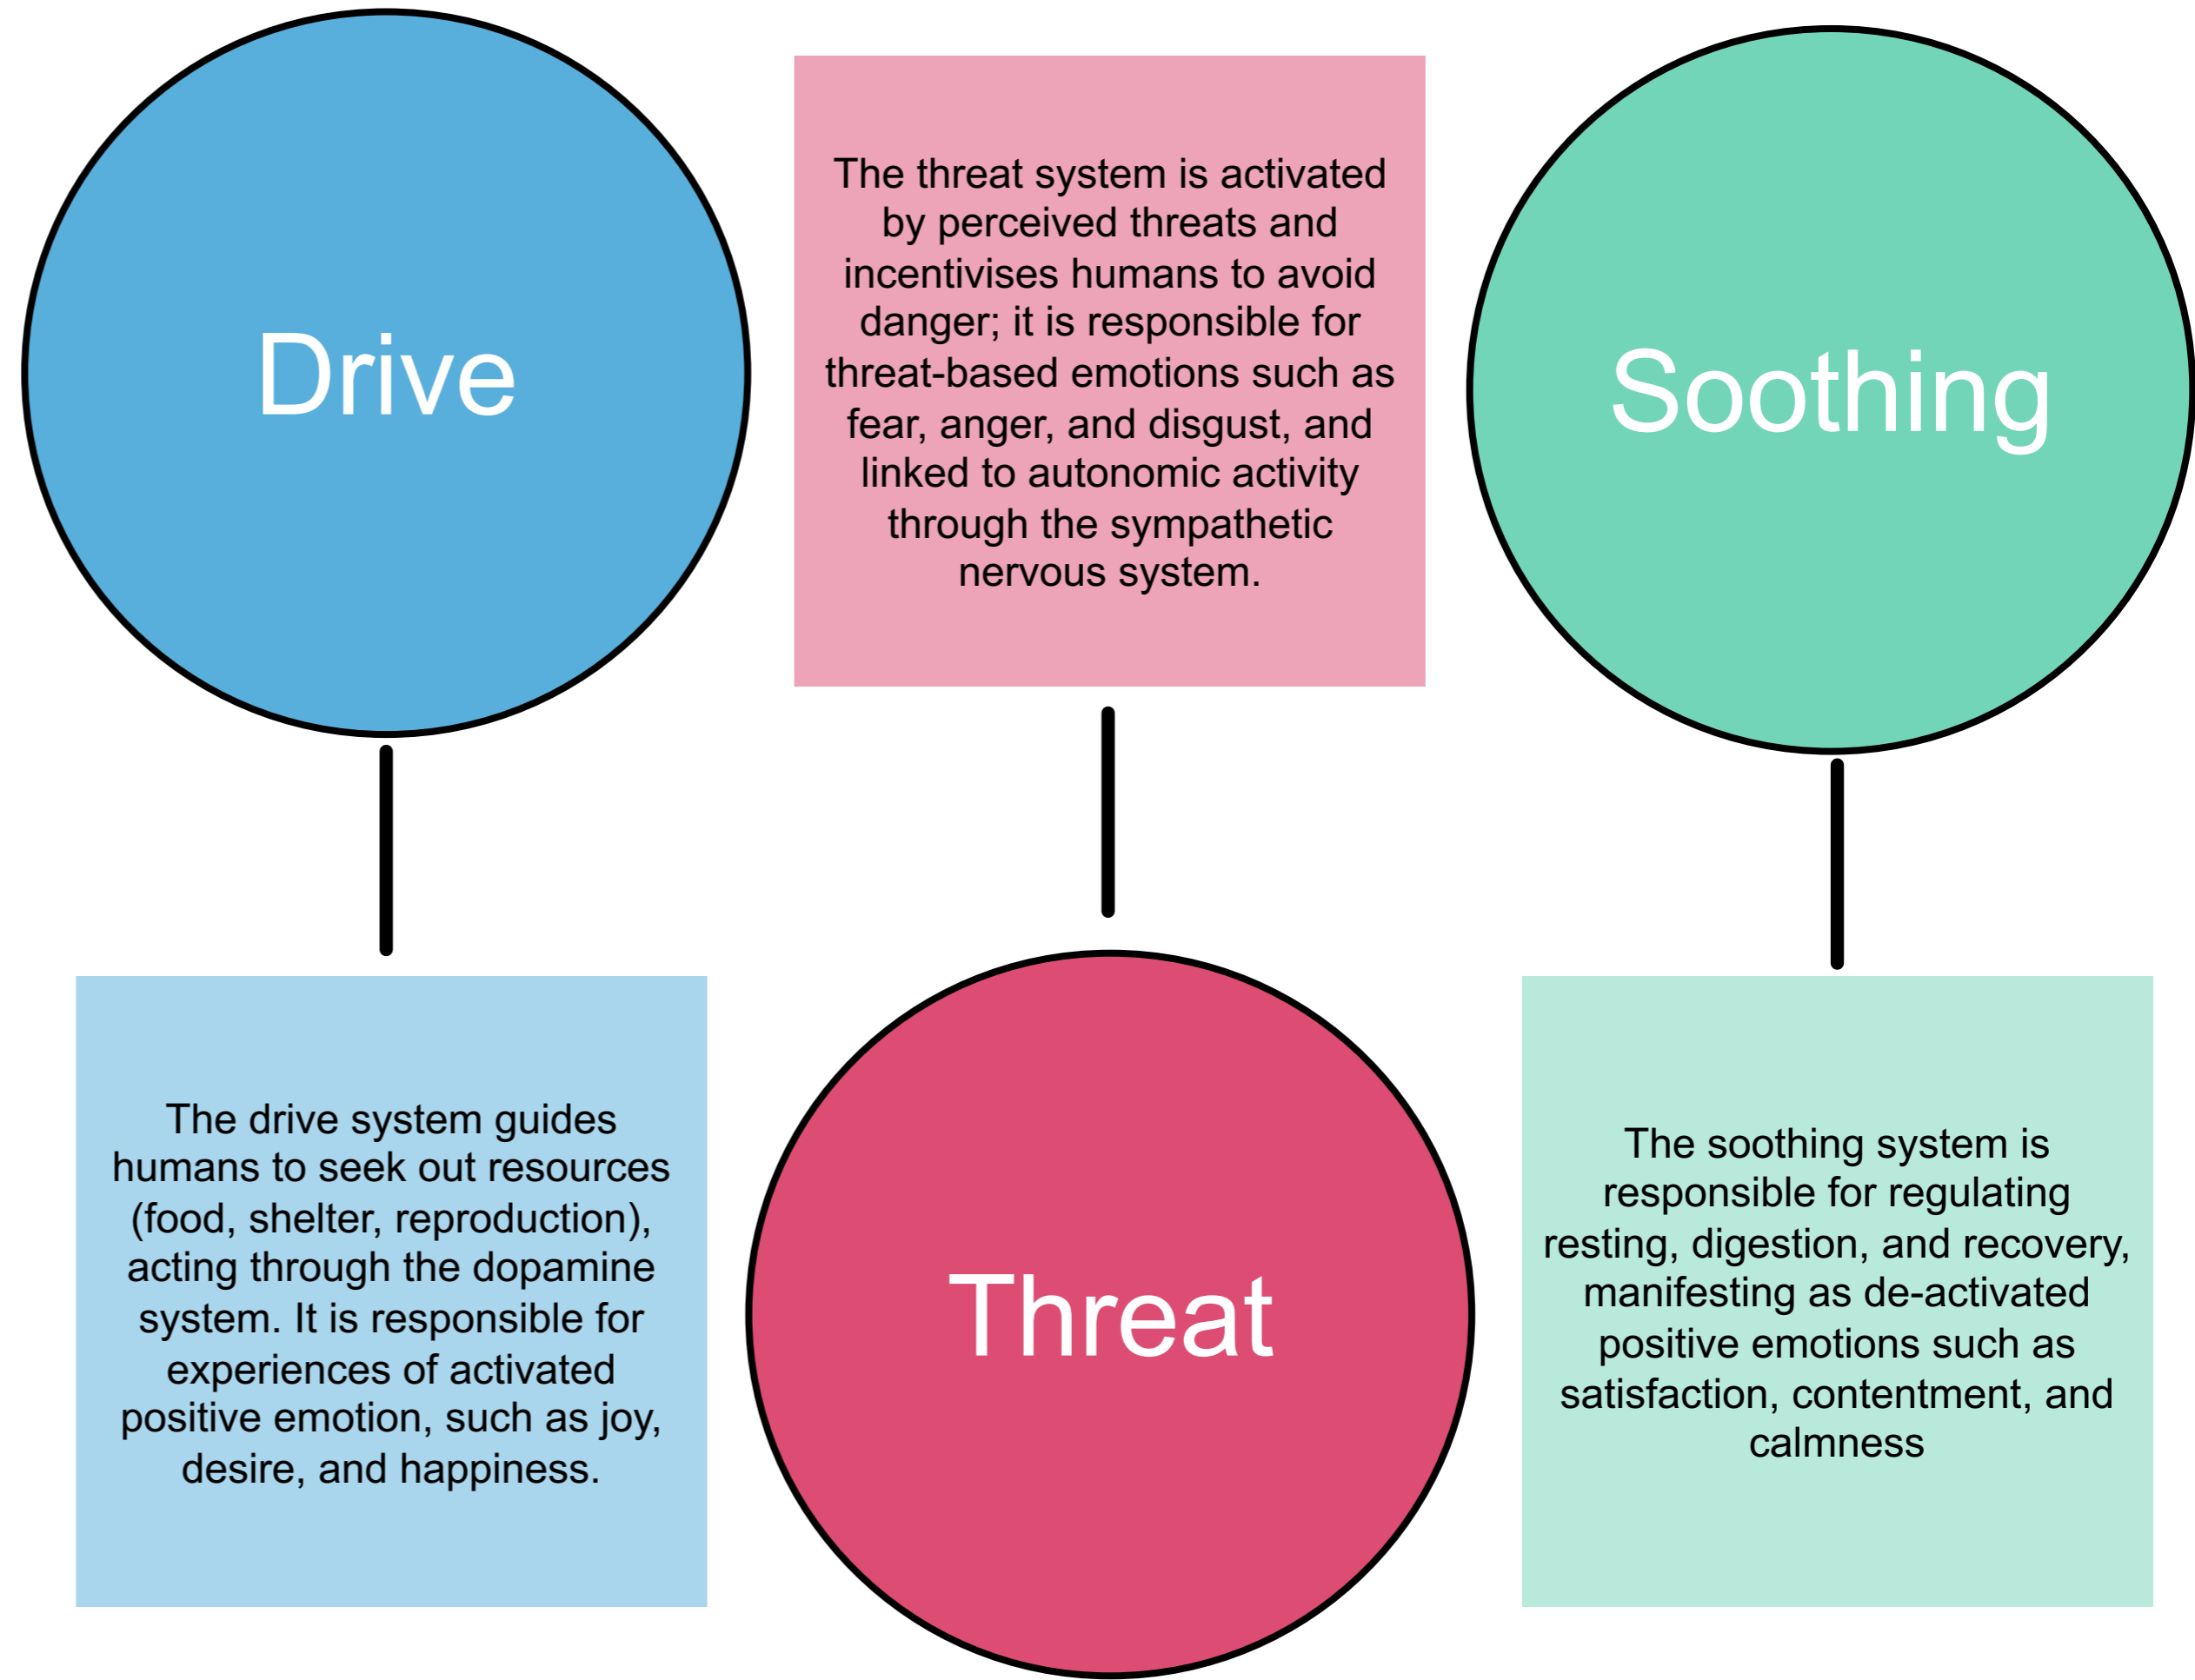 Drive
The threat system is activated
by perceived threats and
incentivises humans to avoid
danger; it is responsible for
threat-based emotions such as
fear, anger, and disgust, and
linked to autonomic activity
through the sympathetic
nervous system.
Soothing
The drive system guides
humans to seek out resources
(food, shelter, reproduction),
acting through the dopamine
system. It is responsible for
experiences of activated
positive emotion, such as joy,
desire, and happiness.
Threat
The soothing system is
responsible for regulating
resting, digestion, and recovery,
manifesting as de-activated
positive emotions such as
satisfaction, contentment, and
calmness